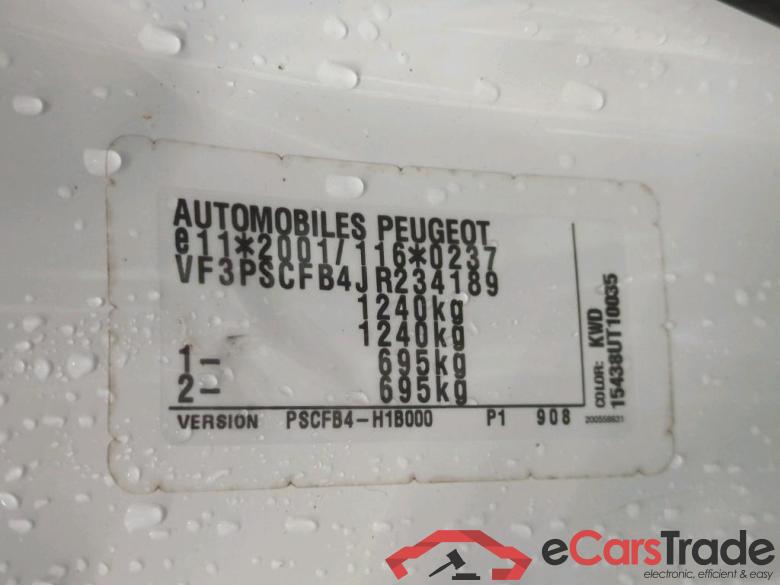 AUTOMOBILES PEUGEOT
e11*2001/116*0237
VF3PSCFB4JR234189
1240kg
1240kg
1- 695kg
2- 695kg
VERSION PSCFB4-H1B000 P1 908
COLOR: KWD
15438UT10035
200558631
eCarsTrade
electronic, efficient & easy